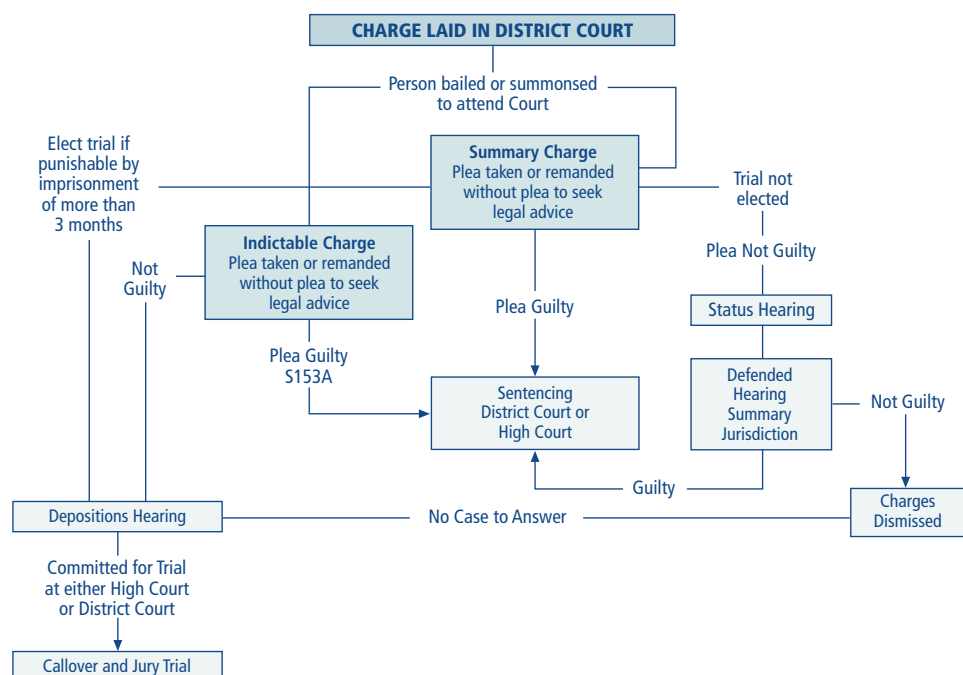 CHARGE LAID IN DISTRICT COURT
Person bailed or summonsed
to attend Court
Elect trial if
punishable by
imprisonment
of more than
3 months
Summary Charge
Plea taken or remanded
without plea to seek
legal advice
Trial not
elected
Indictable Charge
Plea taken or remanded
without plea to seek
legal advice
Not
Guilty
Plea Not Guilty
Plea Guilty
Status Hearing
Plea Guilty
S153A
Sentencing
District Court or
High Court
Defended
Hearing
Summary
Jurisdiction
Not Guilty
Guilty
Depositions Hearing
No Case to Answer
Charges
Dismissed
Committed for Trial
at either High Court
or District Court
Callover and Jury Trial